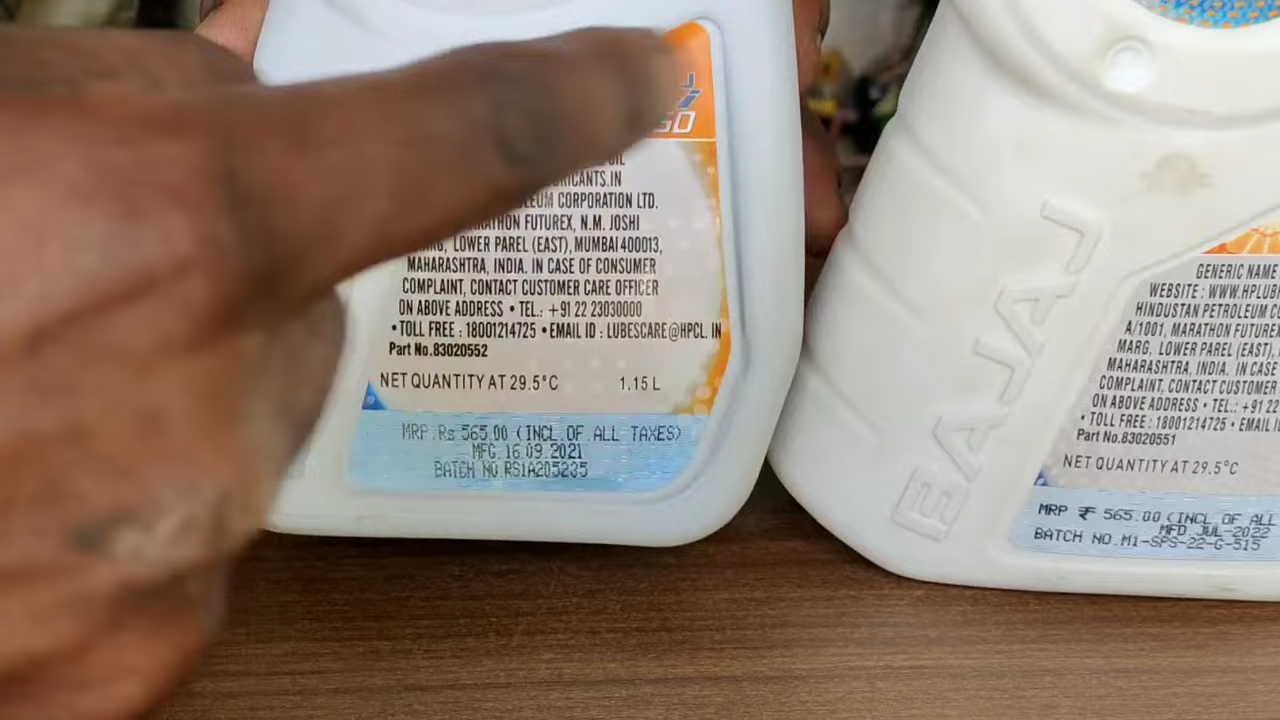 50
OIL
RICANTS.IN
LEUM CORPORATION LTD.
RATHON FUTUREX, N.M. JOSHI
MARG, LOWER PAREL (EAST), MUMBAI 400013,
MAHARASHTRA, INDIA. IN CASE OF CONSUMER
COMPLAINT, CONTACT CUSTOMER CARE OFFICER
ON ABOVE ADDRESS • TEL.: +91 22 23030000
• TOLL FREE : 18001214725 • EMAIL ID : LUBESCARE@HPCL. IN
Part No.83020552
NET QUANTITY AT 29.5°C 1.15 L
MRP.Rs 565.00 (INCL.OF.ALL TAXES)
MFG.16.09.2021
BATCH NO.RS1A205235
BAJAJ
GENERIC NAME
WEBSITE : WWW.HPLUB
HINDUSTAN PETROLEUM C
A/1001, MARATHON FUTUREX
MARG, LOWER PAREL (EAST),
MAHARASHTRA, INDIA. IN CASE
COMPLAINT, CONTACT CUSTOMER
ON ABOVE ADDRESS • TEL.: +91 22
• TOLL FREE : 18001214725 • EMAIL I
Part No.83020551
NET QUANTITY AT 29.5°C
MRP ₹ 565.00 (INCL OF ALL
MFD JUL-2022
BATCH NO.M1-SPS-22-G-515